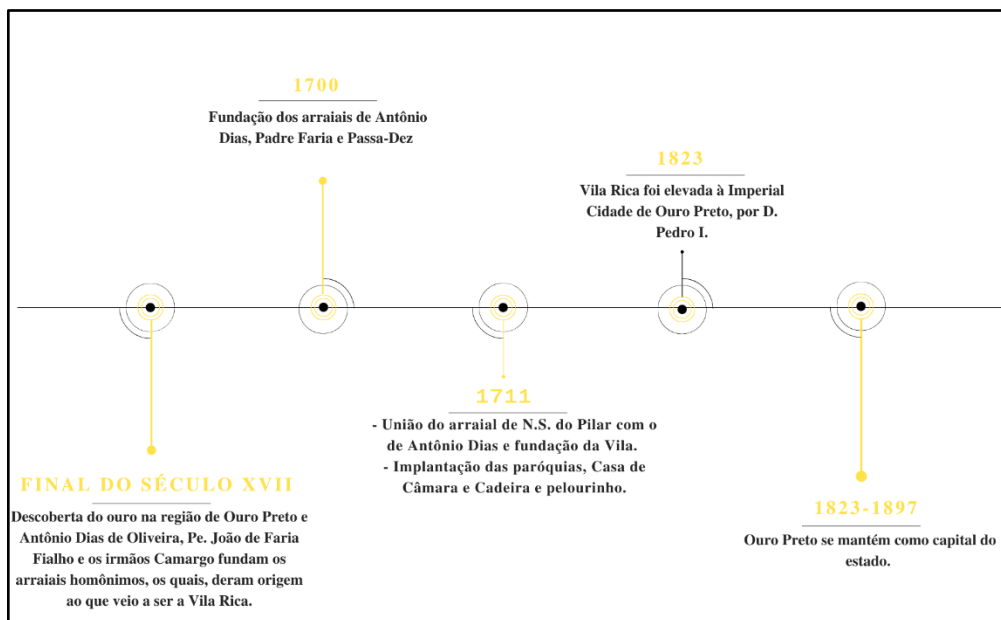 1700
Fundação dos arraiais de Antônio
Dias, Padre Faria e Passa-Dez
1823
Vila Rica foi elevada à Imperial
Cidade de Ouro Preto, por D.
Pedro I.
1711
- União do arraial de N.S. do Pilar com o
de Antônio Dias e fundação da Vila.
- Implantação das paróquias, Casa de
Câmara e Cadeira e pelourinho.
FINAL DO SÉCULO XVII
Descoberta do ouro na região de Ouro Preto e
Antônio Dias de Oliveira, Pe. João de Faria
Fialho e os irmãos Camargo fundam os
arraiais homônimos, os quais, deram origem
ao que veio a ser a Vila Rica.
1823-1897
Ouro Preto se mantém como capital do
estado.